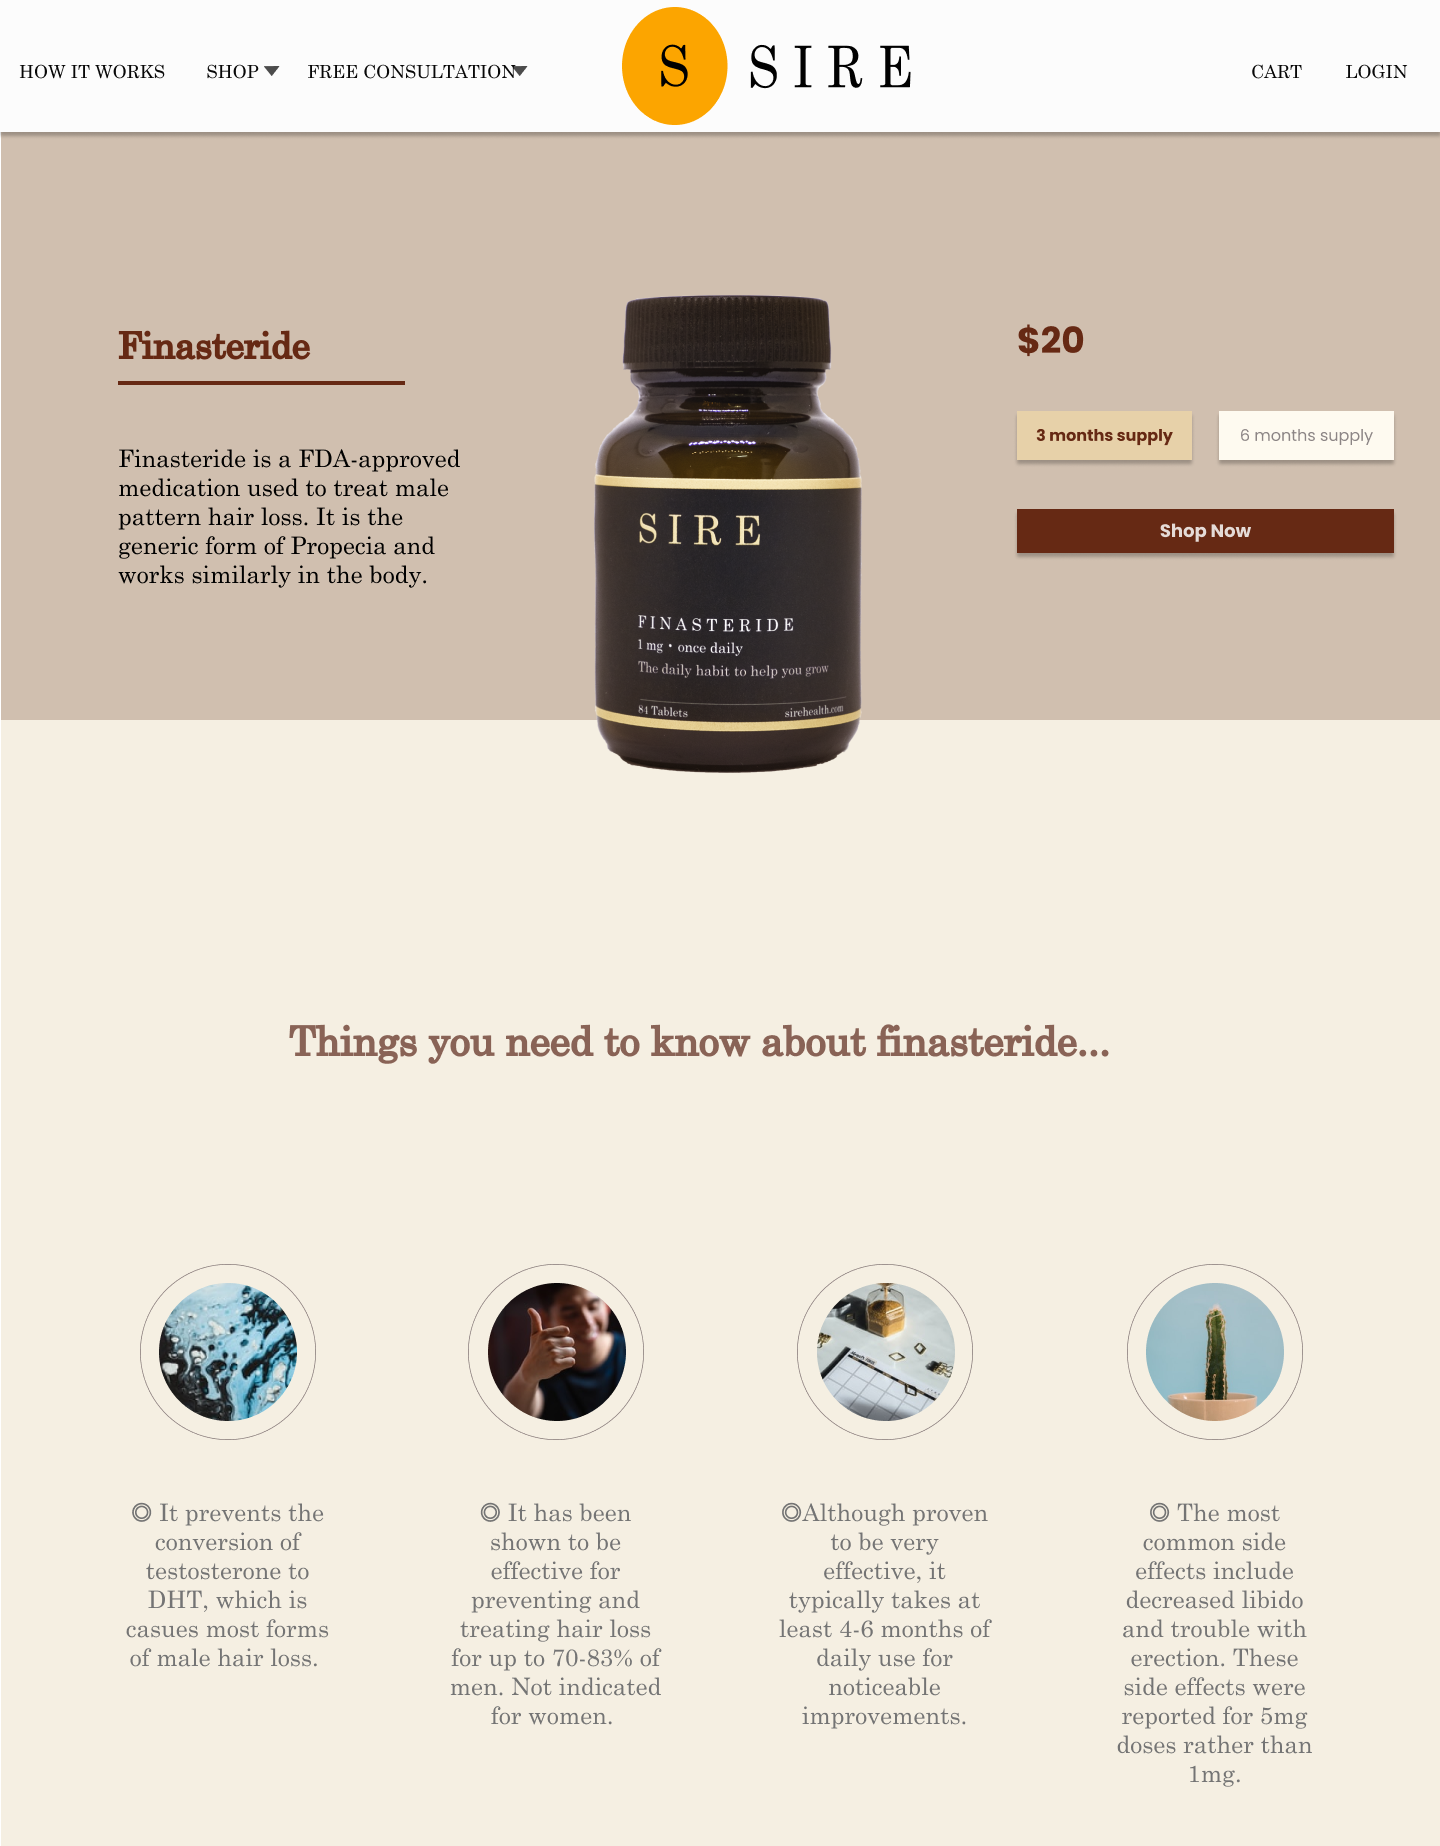 HOW IT WORKS
SHOP
FREE CONSULTATION
S
SIRE
CART
LOGIN
Finasteride
Finasteride is a FDA-approved
medication used to treat male
pattern hair loss. It is the
generic form of Propecia and
works similarly in the body.
SIRE
FINASTERIDE
1 mg • once daily
The daily habit to help you grow
84 Tablets
sirehealth.com
$20
3 months supply
6 months supply
Shop Now
Things you need to know about finasteride...
◎ It prevents the
conversion of
testosterone to
DHT, which is
casues most forms
of male hair loss.
◎ It has been
shown to be
effective for
preventing and
treating hair loss
for up to 70-83% of
men. Not indicated
for women.
◎Although proven
to be very
effective, it
typically takes at
least 4-6 months of
daily use for
noticeable
improvements.
◎ The most
common side
effects include
decreased libido
and trouble with
erection. These
side effects were
reported for 5mg
doses rather than
1mg.